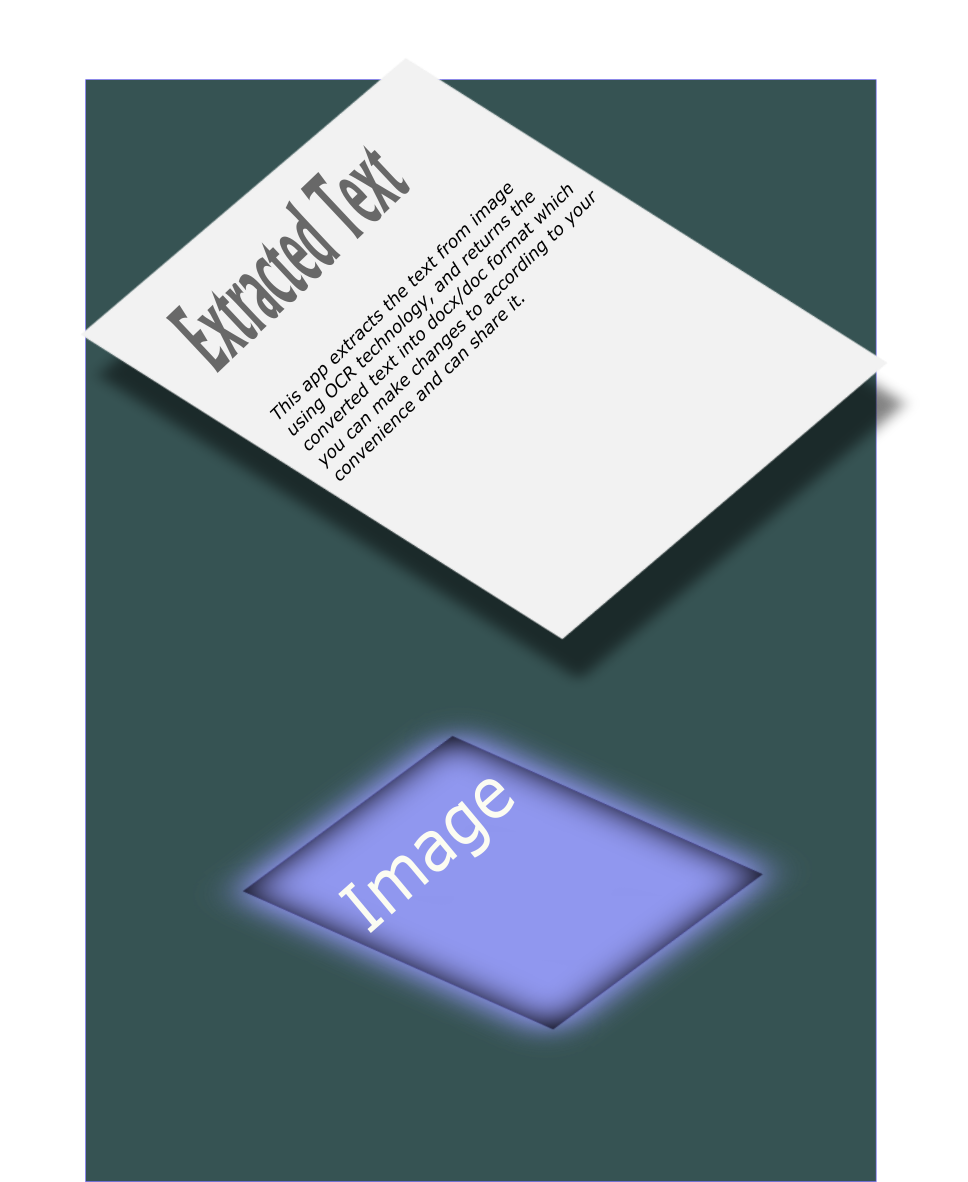 Extracted Text
This app extracts the text from image
using OCR technology, and returns the
converted text into docx/doc format which
you can make changes to according to your
convenience and can share it.
Image